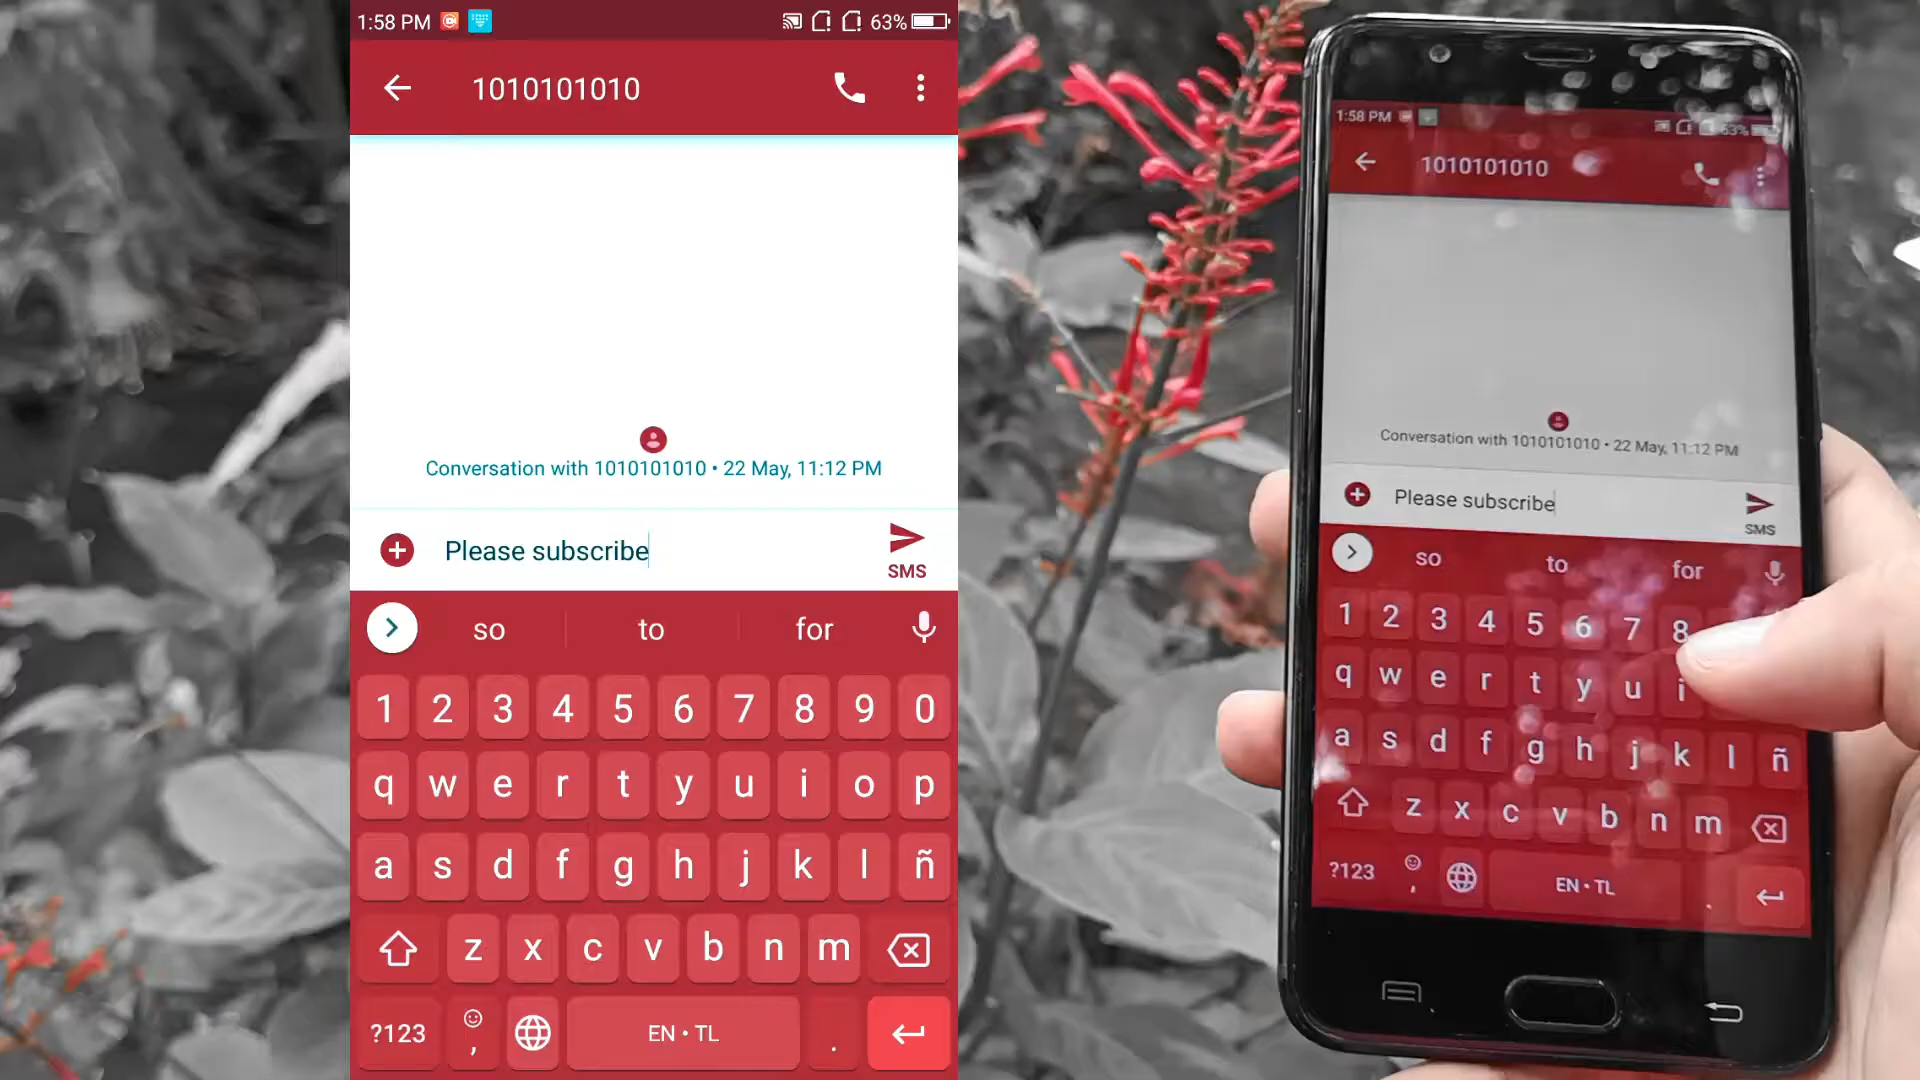 1:58 PM 63%
1010101010
Conversation with 1010101010 • 22 May, 11:12 PM
Please subscribe
SMS
so to for
1 2 3 4 5 6 7 8 9 0
q w e r t y u i o p
a s d f g h j k l ñ
z x c v b n m
?123 , EN • TL .
1:58 PM 63%
1010101010
Conversation with 1010101010 • 22 May, 11:12 PM
Please subscribe
SMS
so to for
1 2 3 4 5 6 7 8
q w e r t y u i
a s d f g h j k l ñ
z x c v b n m
?123 , EN • TL .